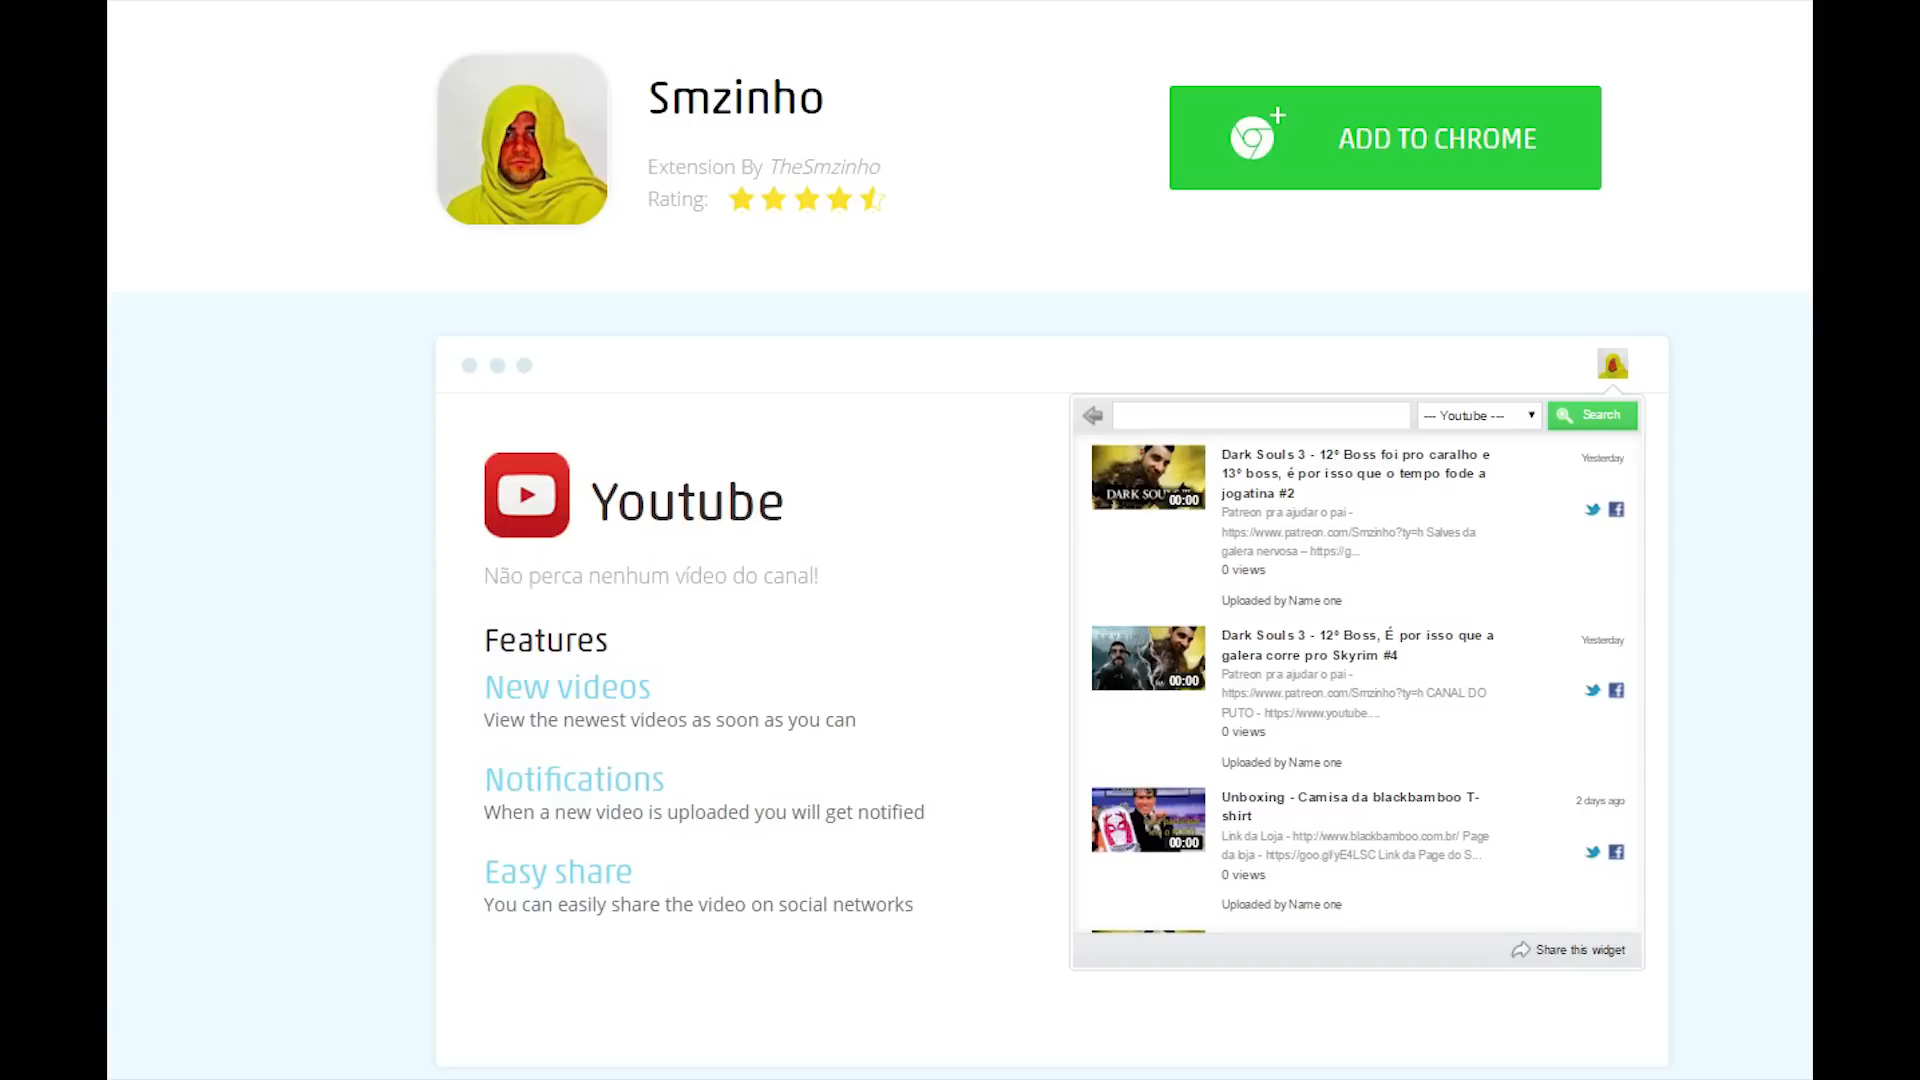 Smzinho
Extension By TheSmzinho
Rating:
ADD TO CHROME
Youtube
Não perca nenhum vídeo do canal!
Features
New videos
View the newest videos as soon as you can
Notifications
When a new video is uploaded you will get notified
Easy share
You can easily share the video on social networks
--- Youtube ---
Search
DARK SOULS III
00:00
Dark Souls 3 - 12º Boss foi pro caralho e
13º boss, é por isso que o tempo fode a
jogatina #2
Yesterday
Patreon pra ajudar o pai -
https://www.patreon.com/Smzinho?ty=h Salves da
galera nervosa – https://g...
0 views
Uploaded by Name one
SKYRIM
00:00
Dark Souls 3 - 12º Boss, É por isso que a
galera corre pro Skyrim #4
Yesterday
Patreon pra ajudar o pai -
https://www.patreon.com/Smzinho?ty=h CANAL DO
PUTO - https://www.youtube....
0 views
Uploaded by Name one
00:00
Unboxing - Camisa da blackbamboo T-
shirt
2 days ago
Link da Loja - http://www.blackbamboo.com.br/ Page
da loja - https://goo.gl/yE4LSC Link da Page do S...
0 views
Uploaded by Name one
Share this widget